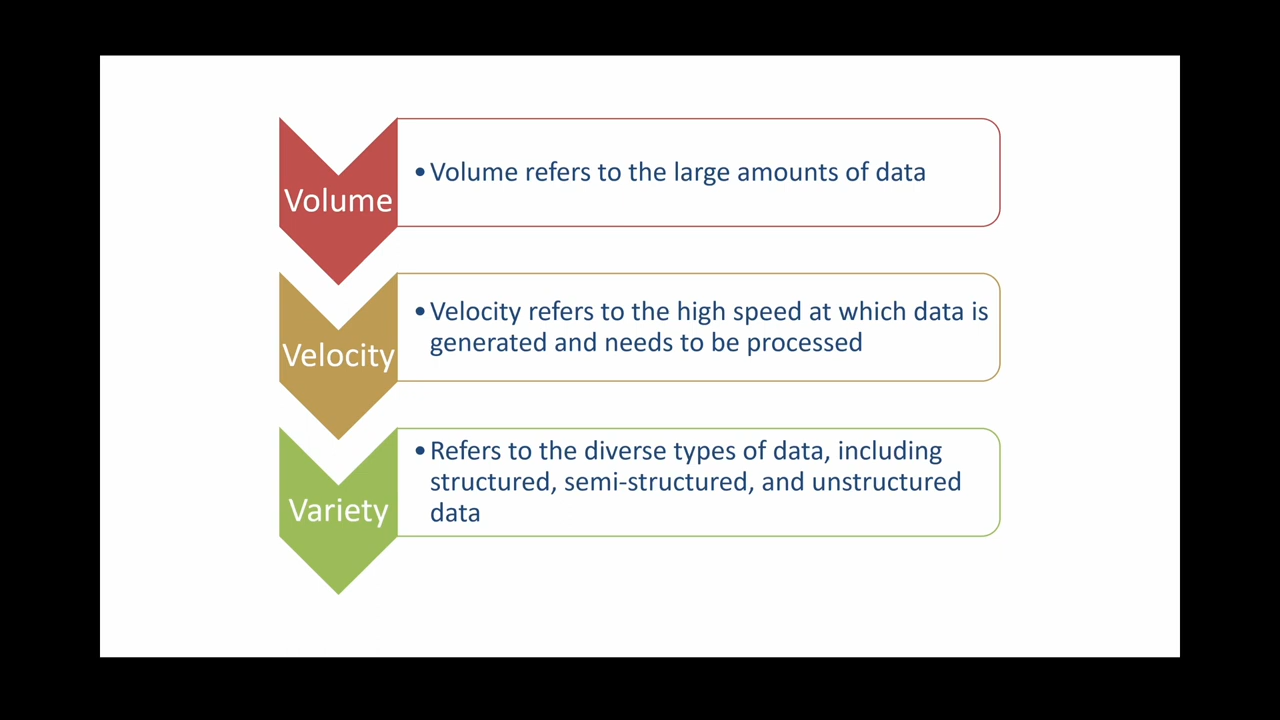 Volume
•Volume refers to the large amounts of data
Velocity
•Velocity refers to the high speed at which data is
generated and needs to be processed
Variety
•Refers to the diverse types of data, including
structured, semi-structured, and unstructured
data